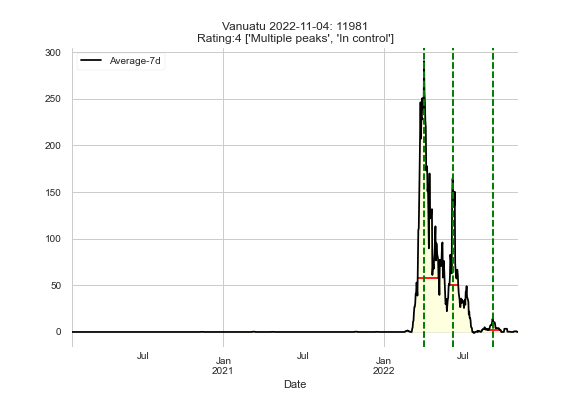 Vanuatu 2022-11-04: 11981
Rating:4 ['Multiple peaks', 'In control']
Average-7d
300
250
200
150
100
50
0
Jul
Jan
2021
Jul
Jan
2022
Jul
Date